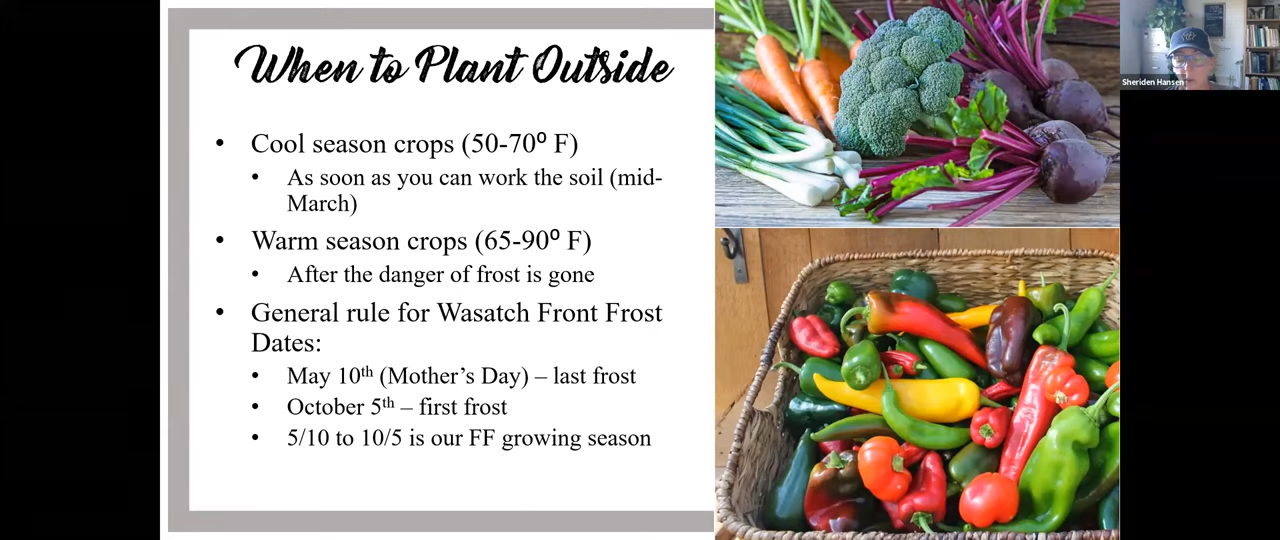 When to Plant Outside
• Cool season crops (50-70⁰ F)
• As soon as you can work the soil (mid-
March)
• Warm season crops (65-90⁰ F)
• After the danger of frost is gone
• General rule for Wasatch Front Frost
Dates:
• May 10th (Mother's Day) – last frost
• October 5th – first frost
• 5/10 to 10/5 is our FF growing season
Sheriden Hansen